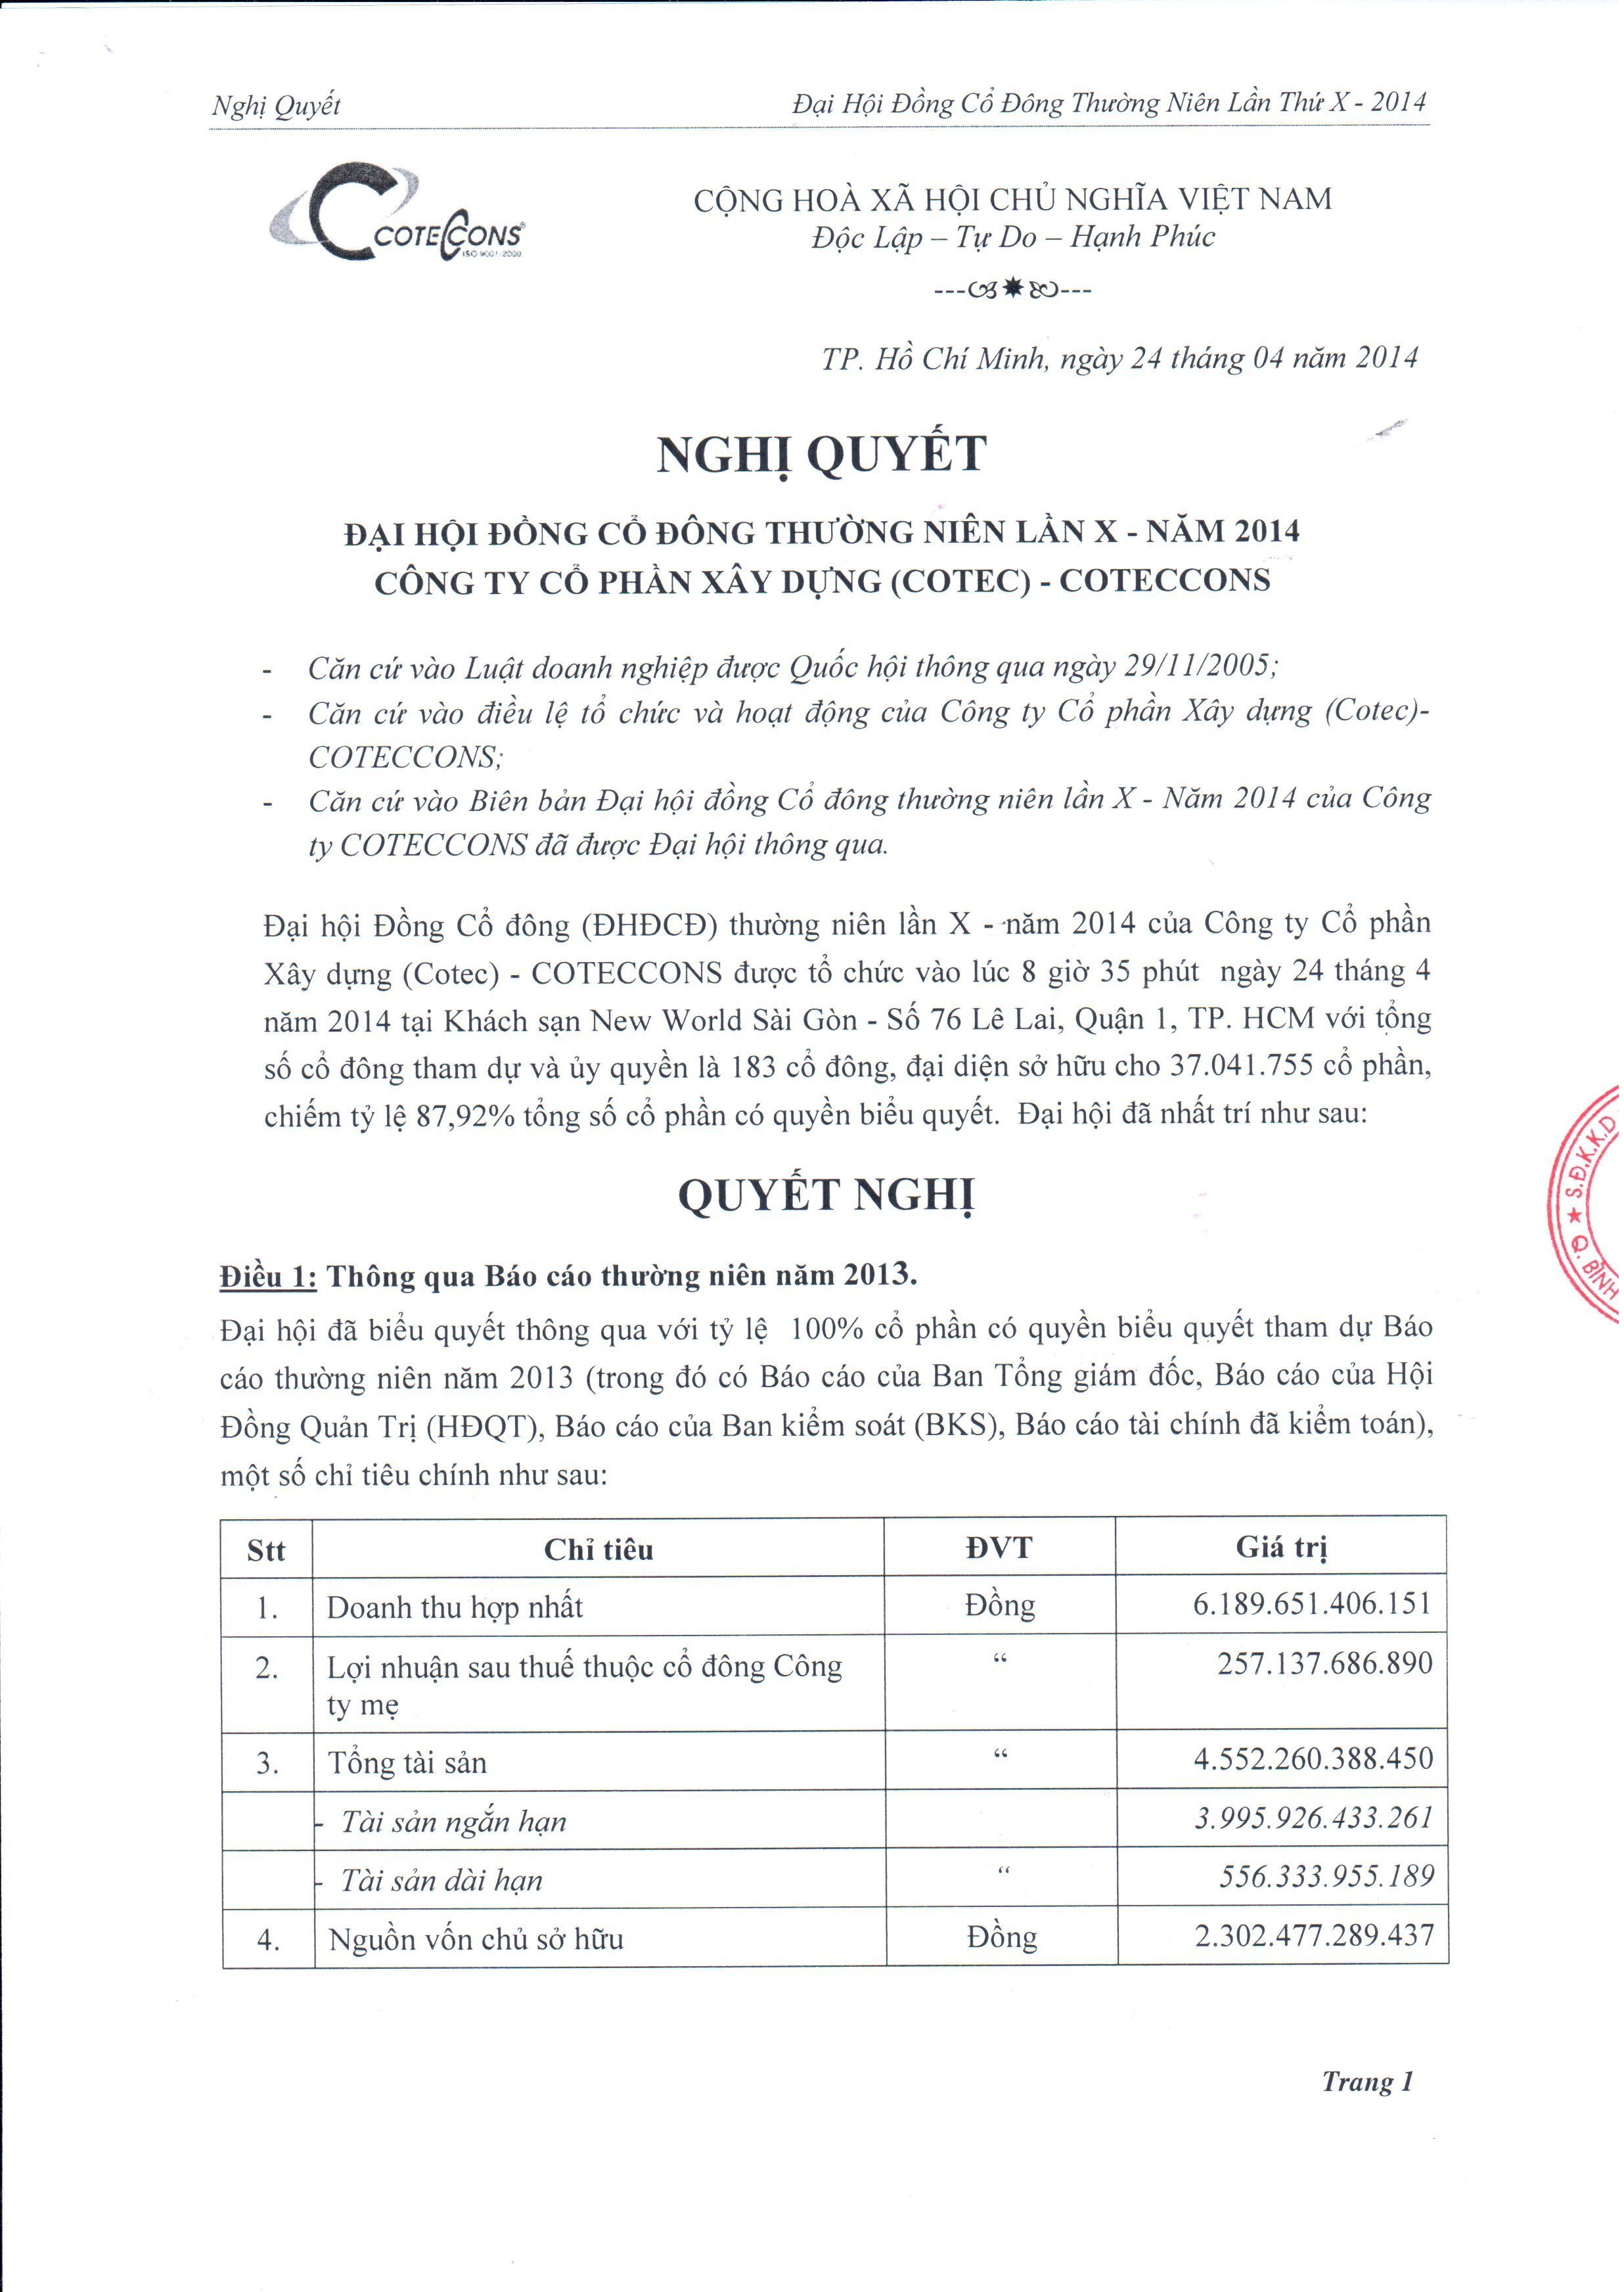 Nghị Quyết
Đại Hội Đồng Cổ Đông Thường Niên Lần Thứ X - 2014
COTECCONS®
ISO 9001:2000
CỘNG HOÀ XÃ HỘI CHỦ NGHĨA VIỆT NAM
Độc Lập – Tự Do – Hạnh Phúc
TP. Hồ Chí Minh, ngày 24 tháng 04 năm 2014
NGHỊ QUYẾT
ĐẠI HỘI ĐỒNG CỔ ĐÔNG THƯỜNG NIÊN LẦN X - NĂM 2014
CÔNG TY CỔ PHẦN XÂY DỰNG (COTEC) - COTECCONS
- Căn cứ vào Luật doanh nghiệp được Quốc hội thông qua ngày 29/11/2005;
- Căn cứ vào điều lệ tổ chức và hoạt động của Công ty Cổ phần Xây dựng (Cotec)-
COTECCONS;
- Căn cứ vào Biên bản Đại hội đồng Cổ đông thường niên lần X - Năm 2014 của Công
ty COTECCONS đã được Đại hội thông qua.
Đại hội Đồng Cổ đông (ĐHĐCĐ) thường niên lần X - năm 2014 của Công ty Cổ phần
Xây dựng (Cotec) - COTECCONS được tổ chức vào lúc 8 giờ 35 phút ngày 24 tháng 4
năm 2014 tại Khách sạn New World Sài Gòn - Số 76 Lê Lai, Quận 1, TP. HCM với tổng
số cổ đông tham dự và ủy quyền là 183 cổ đông, đại diện sở hữu cho 37.041.755 cổ phần,
chiếm tỷ lệ 87,92% tổng số cổ phần có quyền biểu quyết. Đại hội đã nhất trí như sau:
QUYẾT NGHỊ
Điều 1: Thông qua Báo cáo thường niên năm 2013.
Đại hội đã biểu quyết thông qua với tỷ lệ 100% cổ phần có quyền biểu quyết tham dự Báo
cáo thường niên năm 2013 (trong đó có Báo cáo của Ban Tổng giám đốc, Báo cáo của Hội
Đồng Quản Trị (HĐQT), Báo cáo của Ban kiểm soát (BKS), Báo cáo tài chính đã kiểm toán),
một số chỉ tiêu chính như sau:
Stt Chỉ tiêu ĐVT Giá trị
1. Doanh thu hợp nhất Đồng 6.189.651.406.151
2. Lợi nhuận sau thuế thuộc cổ đông Công “ 257.137.686.890
ty mẹ
3. Tổng tài sản “ 4.552.260.388.450
- Tài sản ngắn hạn 3.995.926.433.261
- Tài sản dài hạn “ 556.333.955.189
4. Nguồn vốn chủ sở hữu Đồng 2.302.477.289.437
Trang 1
S.Đ.K.K.D
Q. BÌNH